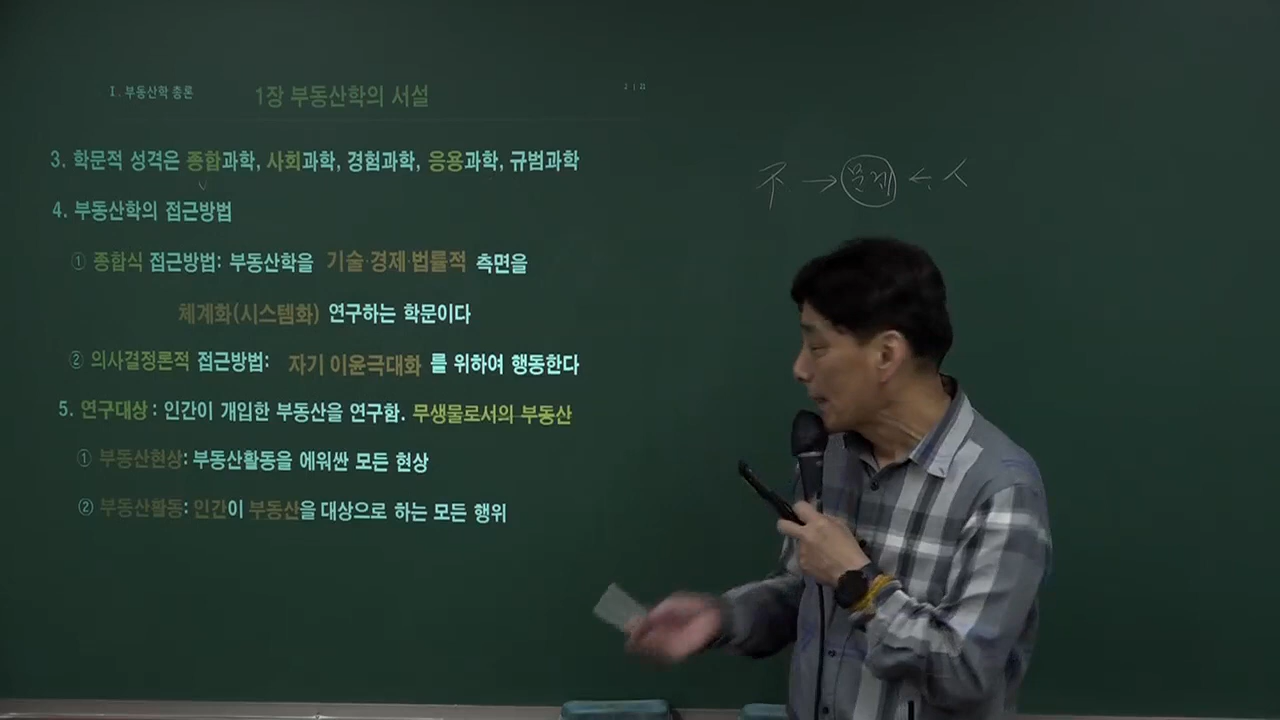 Ⅰ. 부동산학 총론
1장 부동산학의 서설
2 | 21
3. 학문적 성격은 종합과학, 사회과학, 경험과학, 응용과학, 규범과학
不 → 문제 ← 人
4. 부동산학의 접근방법
① 종합식 접근방법: 부동산학을 기술·경제·법률적 측면을
체계화(시스템화) 연구하는 학문이다
② 의사결정론적 접근방법: 자기 이윤극대화 를 위하여 행동한다
5. 연구대상 : 인간이 개입한 부동산을 연구함. 무생물로서의 부동산
① 부동산현상: 부동산활동을 에워싼 모든 현상
② 부동산활동: 인간이 부동산을 대상으로 하는 모든 행위